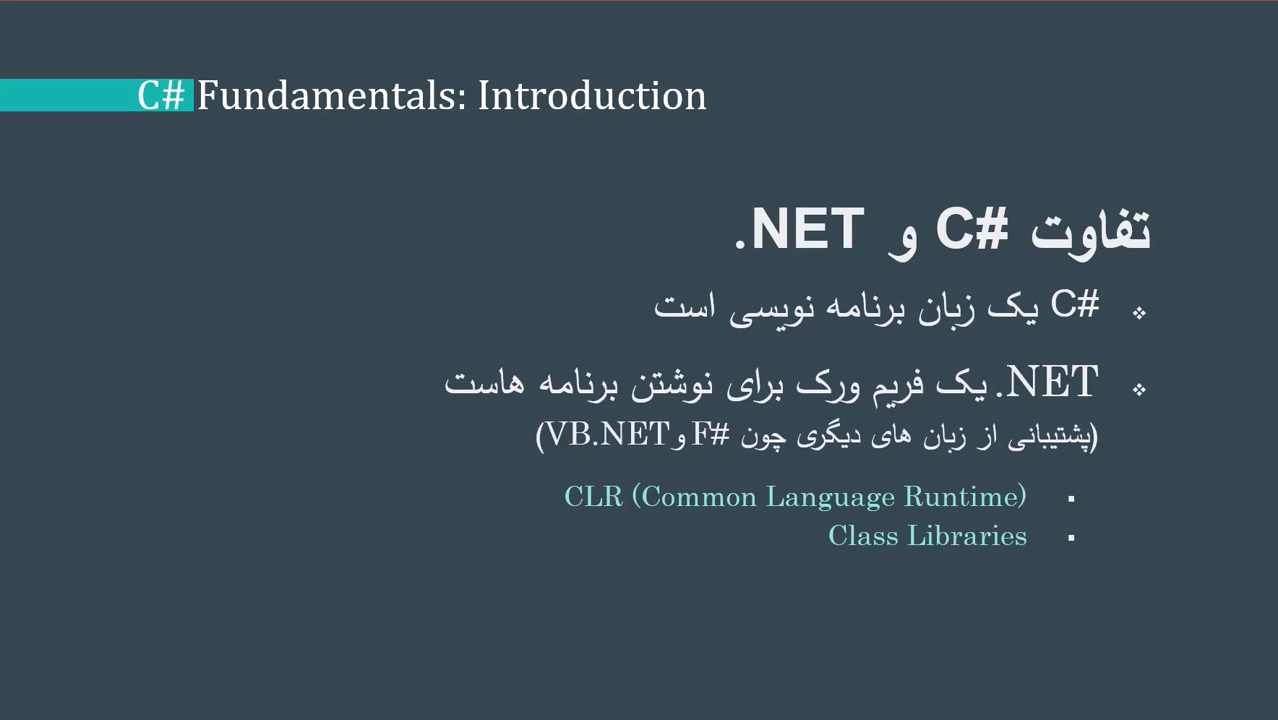 C# Fundamentals: Introduction
تفاوت C# و .NET
C# یک زبان برنامه نویسی است
.NET یک فریم ورک برای نوشتن برنامه هاست
(پشتیبانی از زبان های دیگری چون F# و VB.NET)
CLR (Common Language Runtime)
Class Libraries